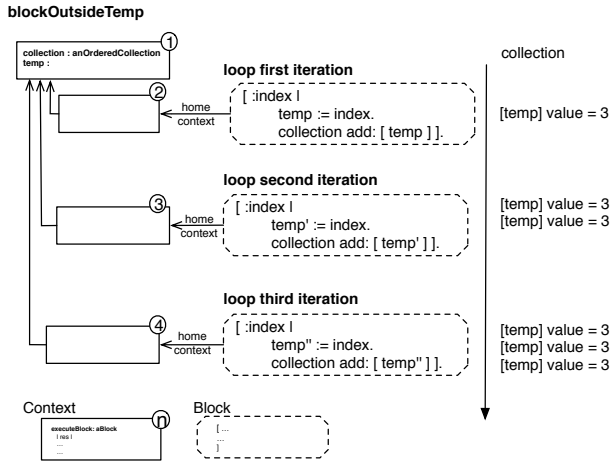 blockOutsideTemp
1
collection : anOrderedCollection
temp :
collection
loop first iteration
2
home
context
[ :index |
temp := index.
collection add: [ temp ] ].
[temp] value = 3
loop second iteration
3
home
context
[ :index |
temp' := index.
collection add: [ temp' ] ].
[temp] value = 3
[temp] value = 3
loop third iteration
4
home
context
[ :index |
temp'' := index.
collection add: [ temp'' ] ].
[temp] value = 3
[temp] value = 3
[temp] value = 3
Context
n
executeBlock: aBlock
| res |
...
...
Block
[ ...
...
]